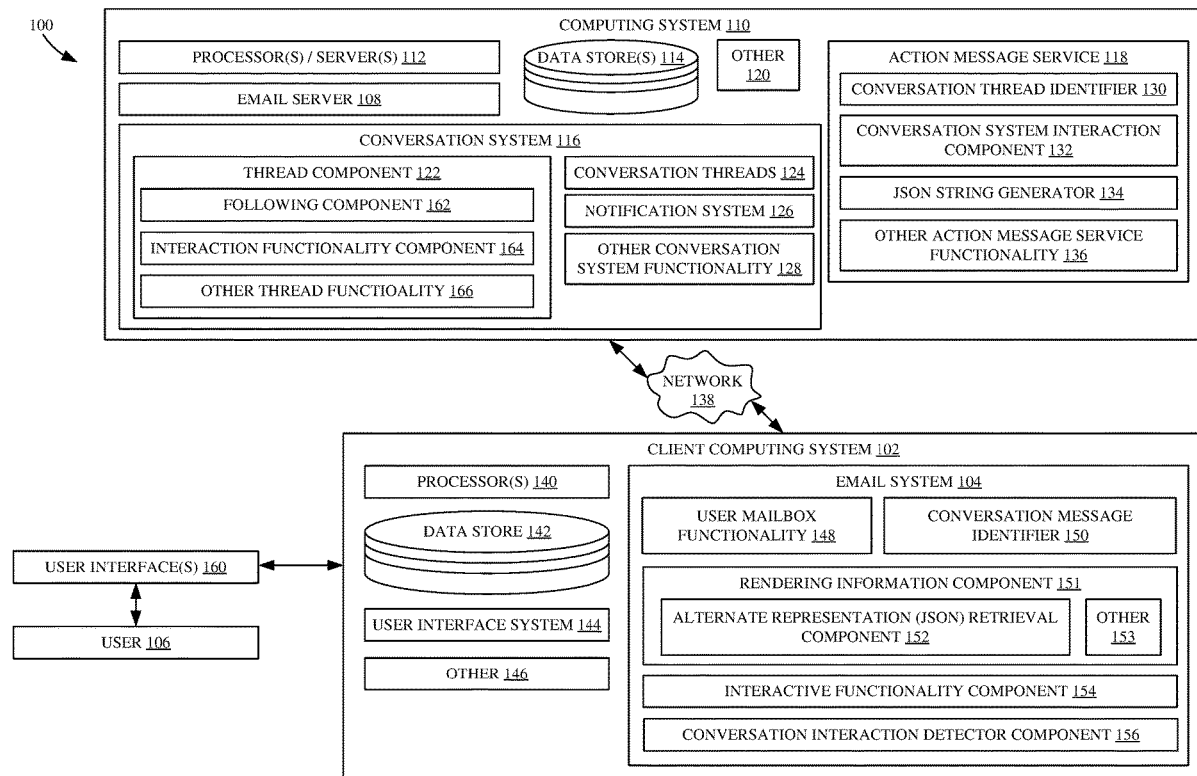 100
COMPUTING SYSTEM 110
PROCESSOR(S) / SERVER(S) 112
EMAIL SERVER 108
DATA STORE(S) 114
OTHER
120
CONVERSATION SYSTEM 116
THREAD COMPONENT 122
FOLLOWING COMPONENT 162
INTERACTION FUNCTIONALITY COMPONENT 164
OTHER THREAD FUNCTIOALITY 166
CONVERSATION THREADS 124
NOTIFICATION SYSTEM 126
OTHER CONVERSATION
SYSTEM FUNCTIONALITY 128
ACTION MESSAGE SERVICE 118
CONVERSATION THREAD IDENTIFIER 130
CONVERSATION SYSTEM INTERACTION
COMPONENT 132
JSON STRING GENERATOR 134
OTHER ACTION MESSAGE SERVICE
FUNCTIONALITY 136
NETWORK
138
CLIENT COMPUTING SYSTEM 102
PROCESSOR(S) 140
DATA STORE 142
USER INTERFACE SYSTEM 144
OTHER 146
EMAIL SYSTEM 104
USER MAILBOX
FUNCTIONALITY 148
CONVERSATION MESSAGE
IDENTIFIER 150
RENDERING INFORMATION COMPONENT 151
ALTERNATE REPRESENTATION (JSON) RETRIEVAL
COMPONENT 152
OTHER
153
INTERACTIVE FUNCTIONALITY COMPONENT 154
CONVERSATION INTERACTION DETECTOR COMPONENT 156
USER INTERFACE(S) 160
USER 106